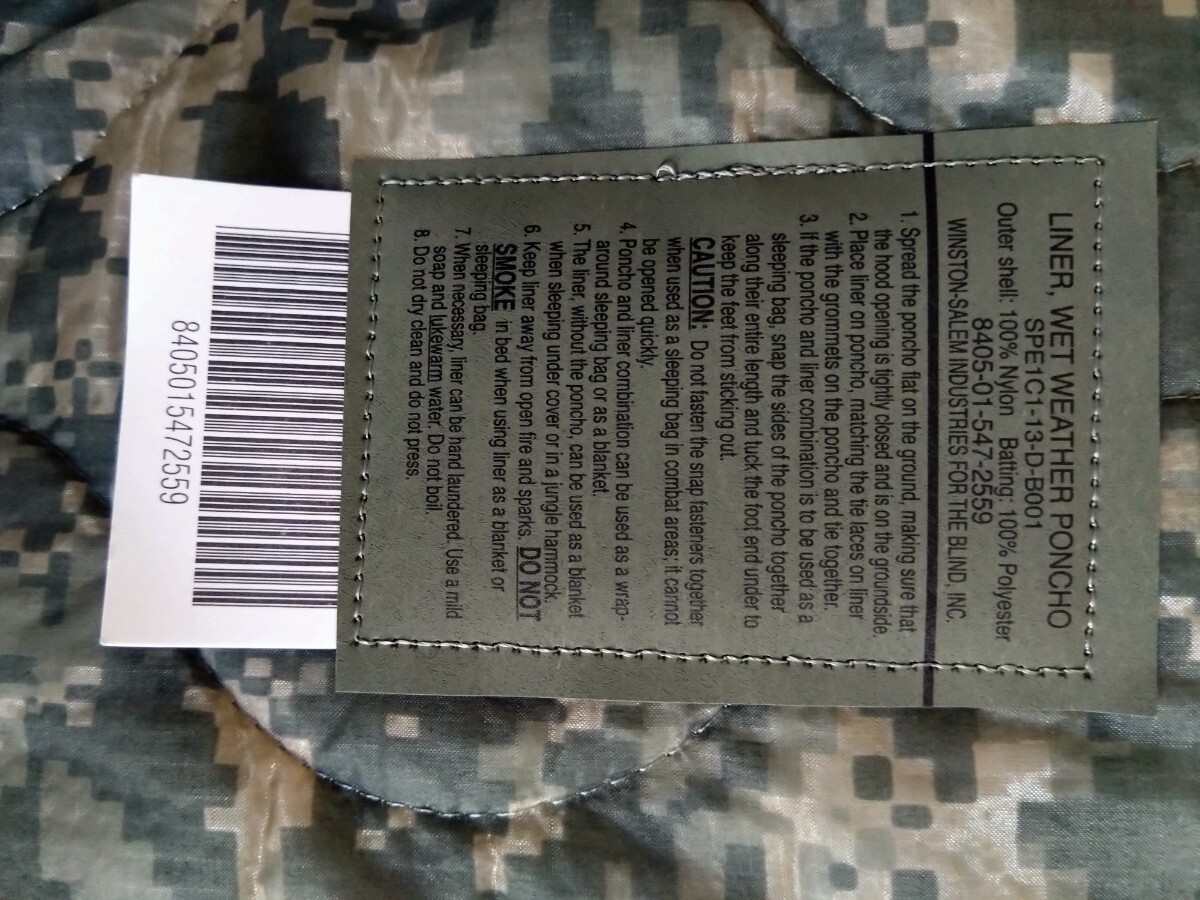 LINER, WET WEATHER PONCHO
SPE1C1-13-D-B001
Outer shell: 100% Nylon Batting: 100% Polyester
8405-01-547-2559
WINSTON-SALEM INDUSTRIES FOR THE BLIND, INC.
1. Spread the poncho flat on the ground, making sure that
the hood opening is tightly closed and is on the groundside.
2. Place liner on poncho, matching the tie laces on liner
with the grommets on the poncho and tie together.
3. If the poncho and liner combination is to be used as a
sleeping bag, snap the sides of the poncho together
along their entire length and tuck the foot end under to
keep the feet from sticking out.
CAUTION: Do not fasten the snap fasteners together
when used as a sleeping bag in combat areas; it cannot
be opened quickly.
4. Poncho and liner combination can be used as a wrap-
around sleeping bag or as a blanket.
5. The liner, without the poncho, can be used as a blanket
when sleeping under cover or in a jungle hammock.
6. Keep liner away from open fire and sparks. DO NOT
SMOKE in bed when using liner as a blanket or
sleeping bag.
7. When necessary, liner can be hand laundered. Use a mild
soap and lukewarm water. Do not boil.
8. Do not dry clean and do not press.
8405015472559